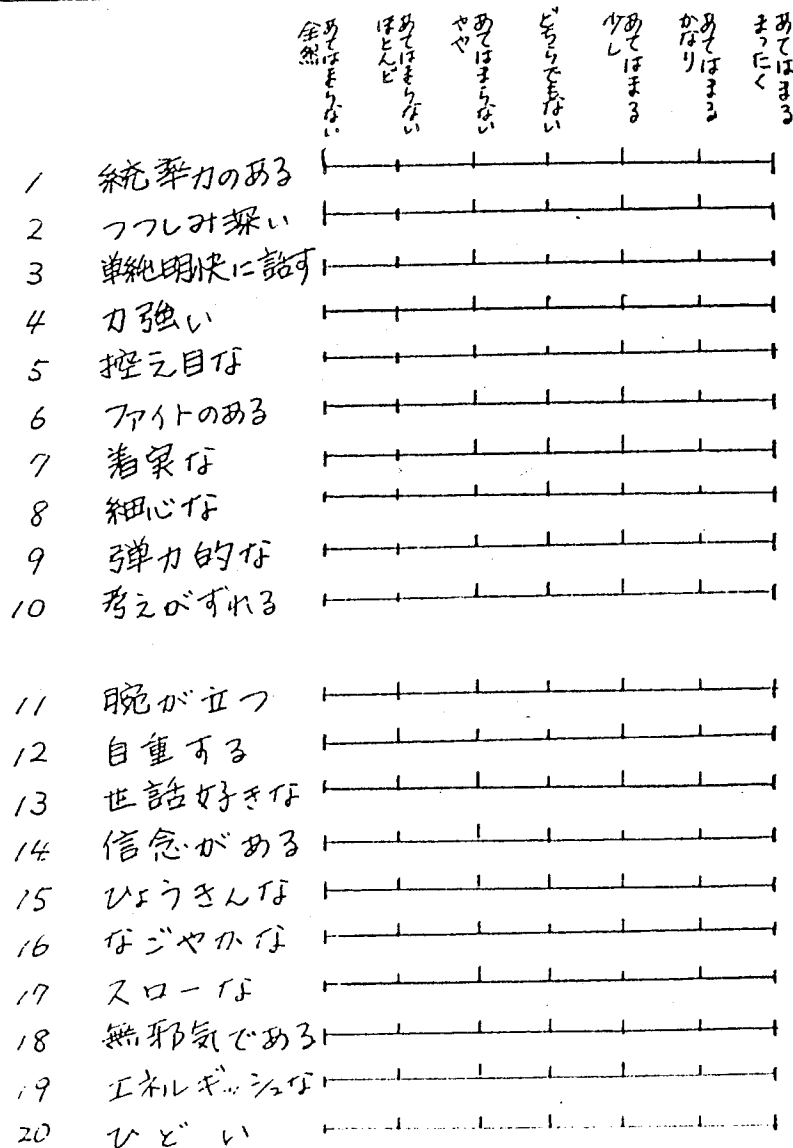 全然あてはまらない
ほとんどあてはまらない
ややあてはまらない
どちらでもない
少しあてはまる
かなりあてはまる
まったくあてはまる
1 統率力のある
2 つつしみ深い
3 単純明快に話す
4 力強い
5 控え目な
6 ファイトのある
7 着実な
8 細心な
9 弾力的な
10 考えがずれる
11 腕が立つ
12 自重する
13 世話好きな
14 信念がある
15 ひょうきんな
16 なごやかな
17 スローな
18 無邪気である
19 エネルギッシュな
20 ひどい